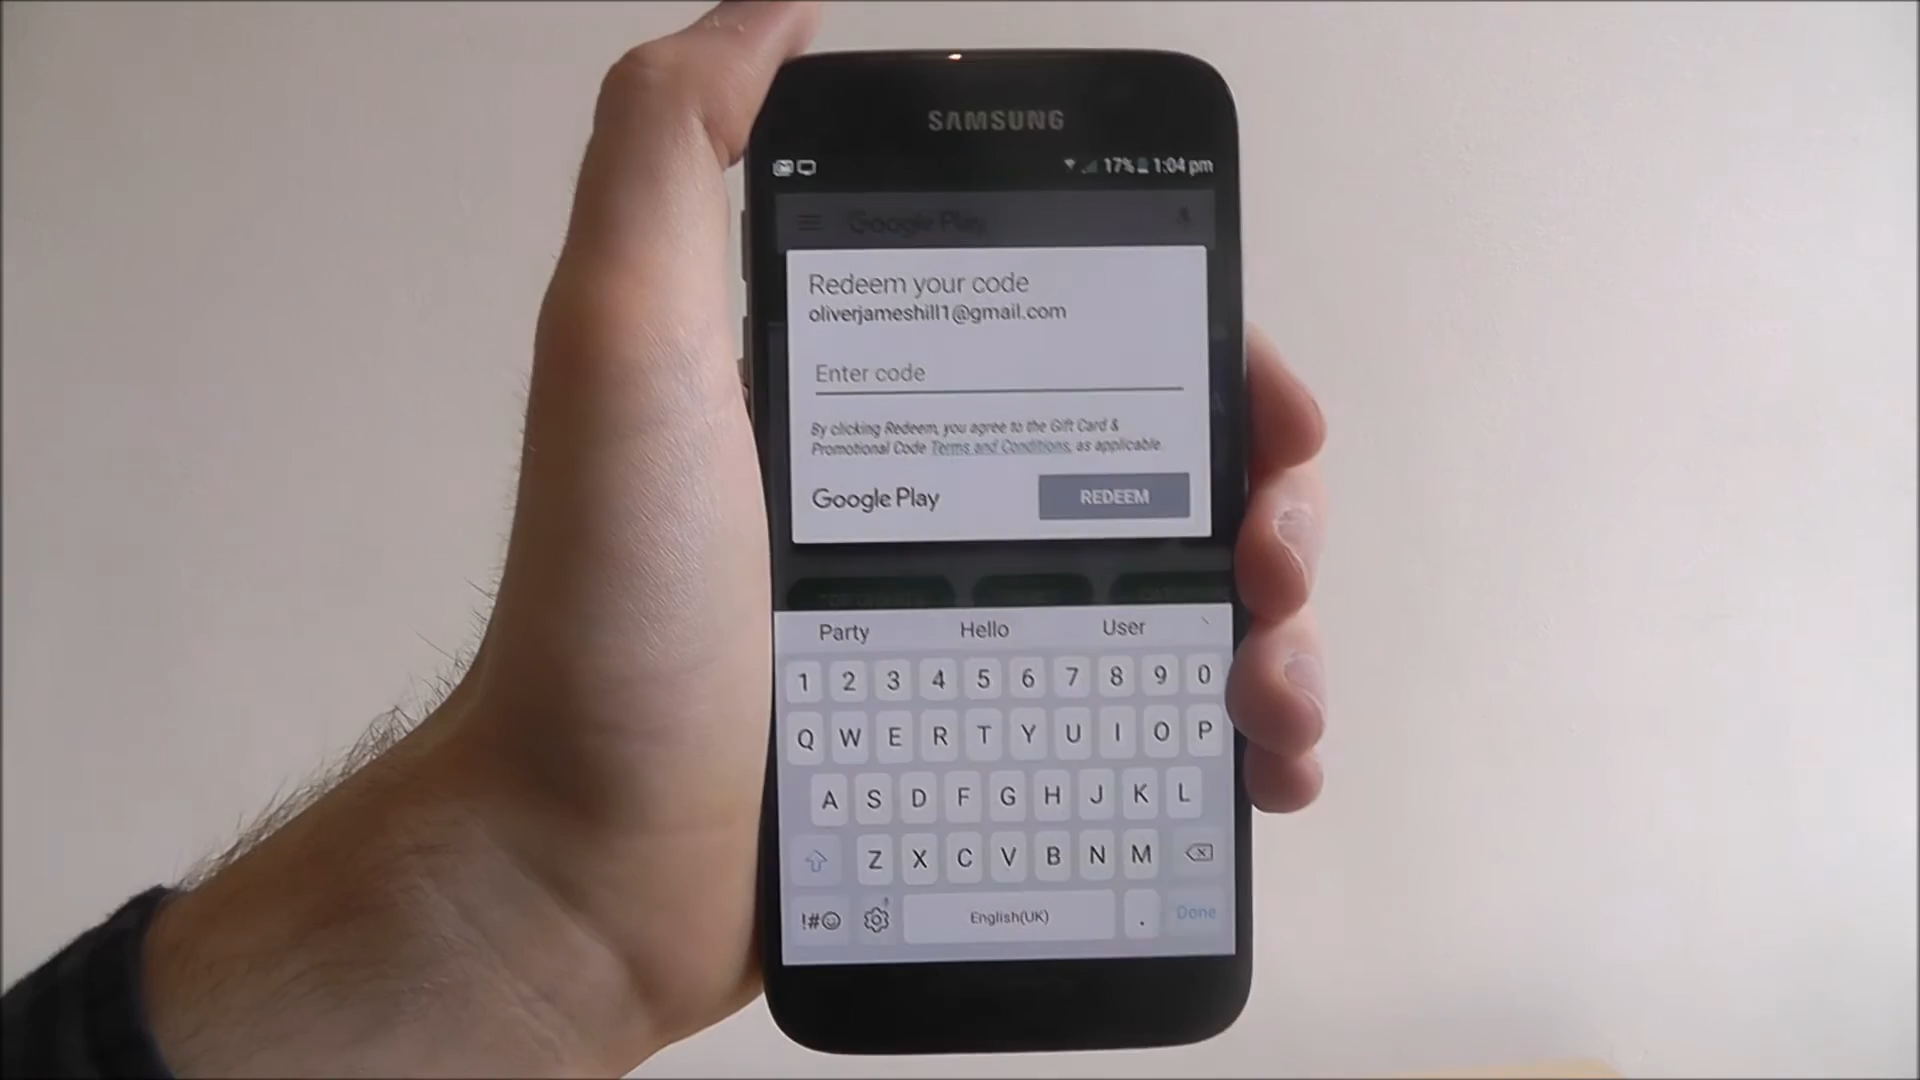 SAMSUNG
17% 1:04 pm
Google Play
Redeem your code
oliverjameshill1@gmail.com
Enter code
By clicking Redeem, you agree to the Gift Card &
Promotional Code Terms and Conditions, as applicable.
Google Play REDEEM
Party Hello User
1 2 3 4 5 6 7 8 9 0
Q W E R T Y U I O P
A S D F G H J K L
Z X C V B N M
!#☺ English(UK) . Done